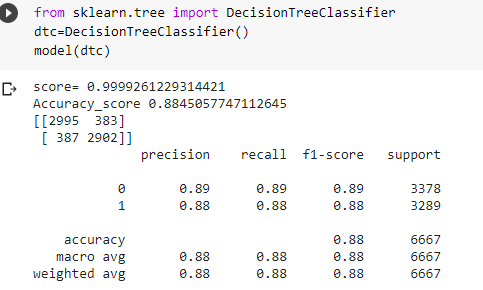 from sklearn.tree import DecisionTreeClassifier
dtc=DecisionTreeClassifier()
model(dtc)
score= 0.9999261229314421
Accuracy_score 0.8845057747112645
[[2995  383]
 [ 387 2902]]
              precision    recall  f1-score   support
           0       0.89      0.89      0.89      3378
           1       0.88      0.88      0.88      3289
    accuracy                           0.88      6667
   macro avg       0.88      0.88      0.88      6667
weighted avg       0.88      0.88      0.88      6667